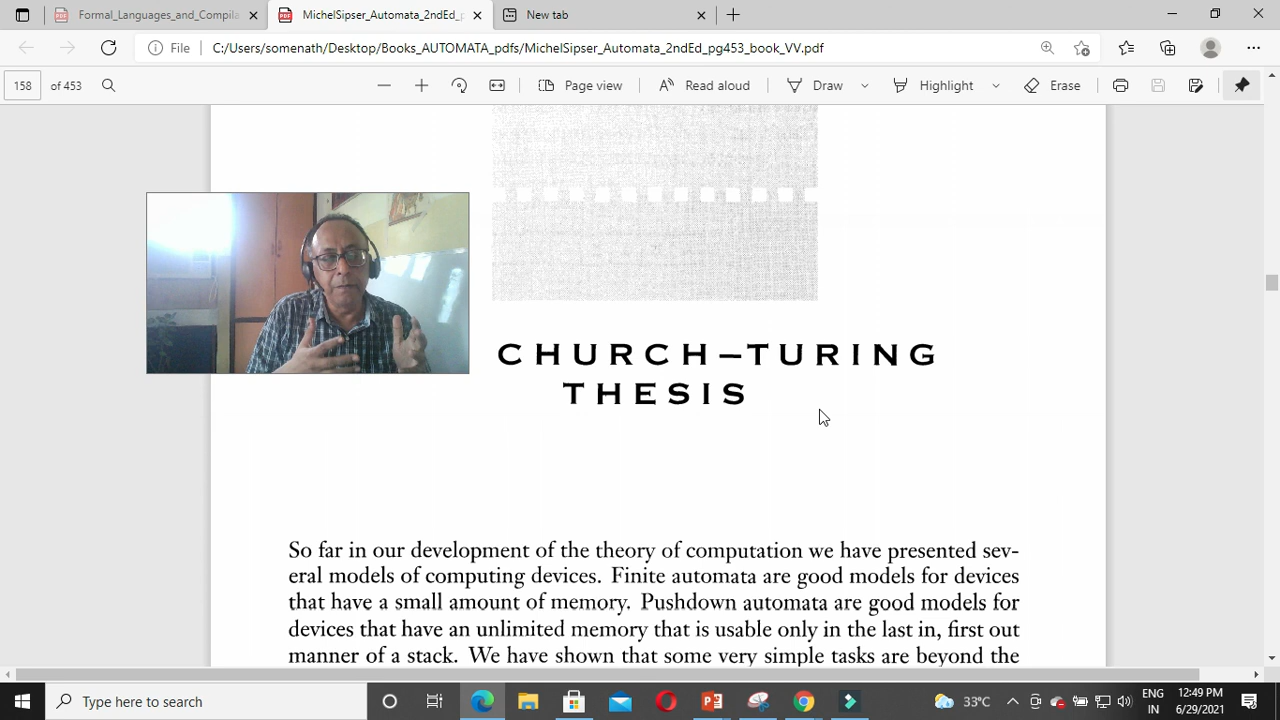 Formal_Languages_and_Compila
MichelSipser_Automata_2ndEd_p
New tab
File
C:/Users/somenath/Desktop/Books_AUTOMATA_pdfs/MichelSipser_Automata_2ndEd_pg453_book_VV.pdf
158 of 453
Page view
Read aloud
Draw
Highlight
Erase
CHURCH–TURING
THESIS
So far in our development of the theory of computation we have presented sev-
eral models of computing devices. Finite automata are good models for devices
that have a small amount of memory. Pushdown automata are good models for
devices that have an unlimited memory that is usable only in the last in, first out
manner of a stack. We have shown that some very simple tasks are beyond the
Type here to search
33°C
ENG
IN
12:49 PM
6/29/2021